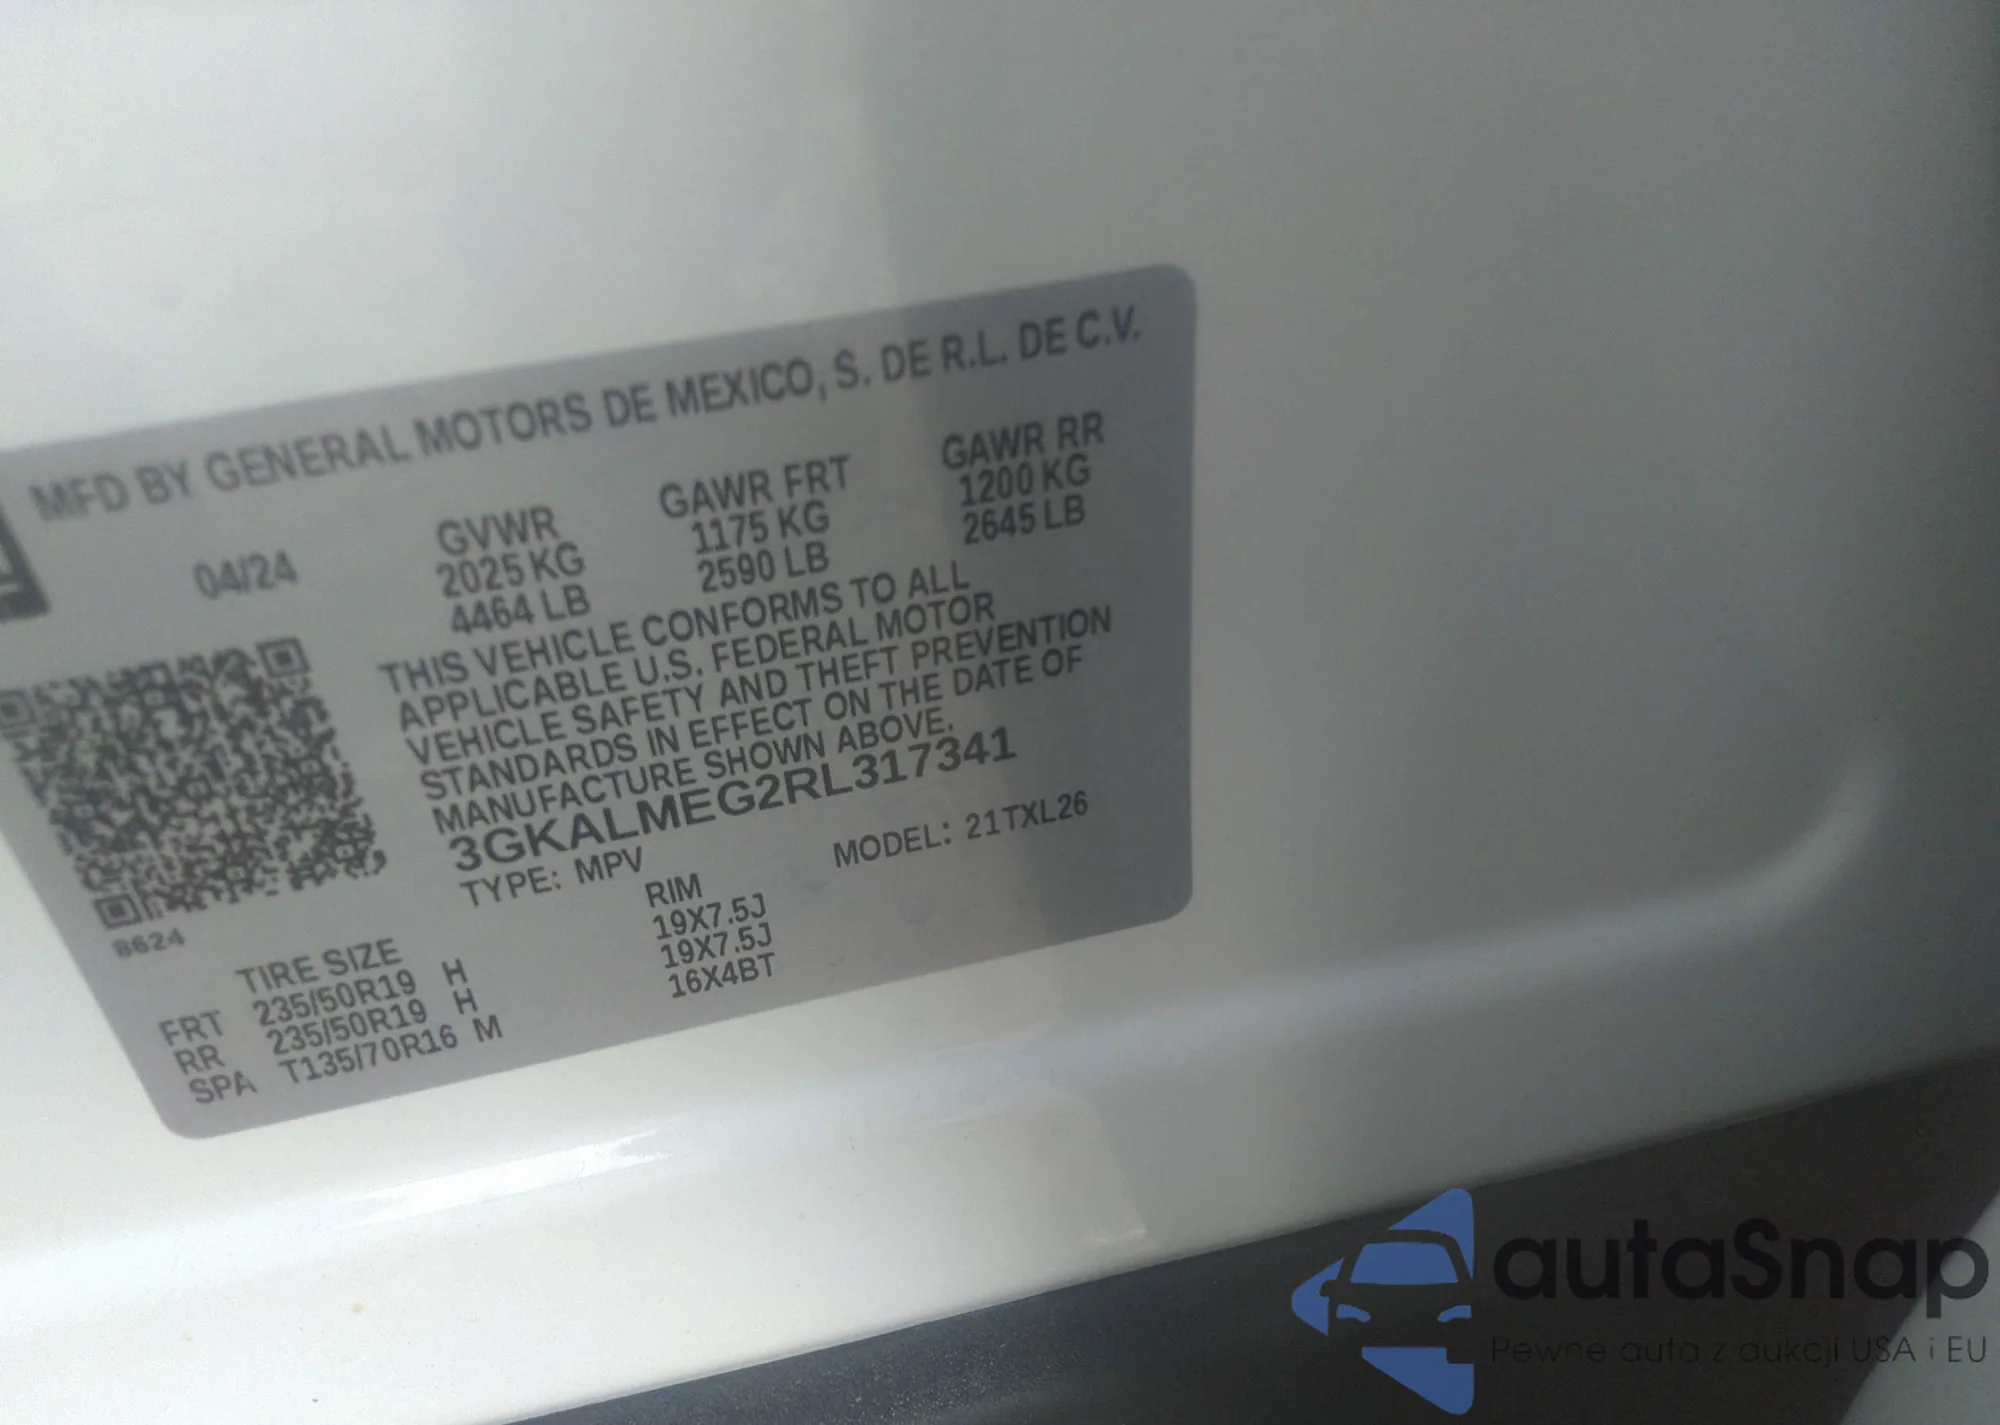 MFD BY GENERAL MOTORS DE MEXICO, S. DE R.L. DE C.V.
04/24
GVWR
2025 KG
4464 LB
GAWR FRT
1175 KG
2590 LB
GAWR RR
1200 KG
2645 LB
THIS VEHICLE CONFORMS TO ALL
APPLICABLE U.S. FEDERAL MOTOR
VEHICLE SAFETY AND THEFT PREVENTION
STANDARDS IN EFFECT ON THE DATE OF
MANUFACTURE SHOWN ABOVE.
3GKALMEG2RL317341
TYPE: MPV
MODEL: 21TXL26
8624
TIRE SIZE
RIM
FRT 235/50R19 H 19X7.5J
RR 235/50R19 H 19X7.5J
SPA T135/70R16 M 16X4BT
autaSnap
Pewne auta z aukcji USA i EU